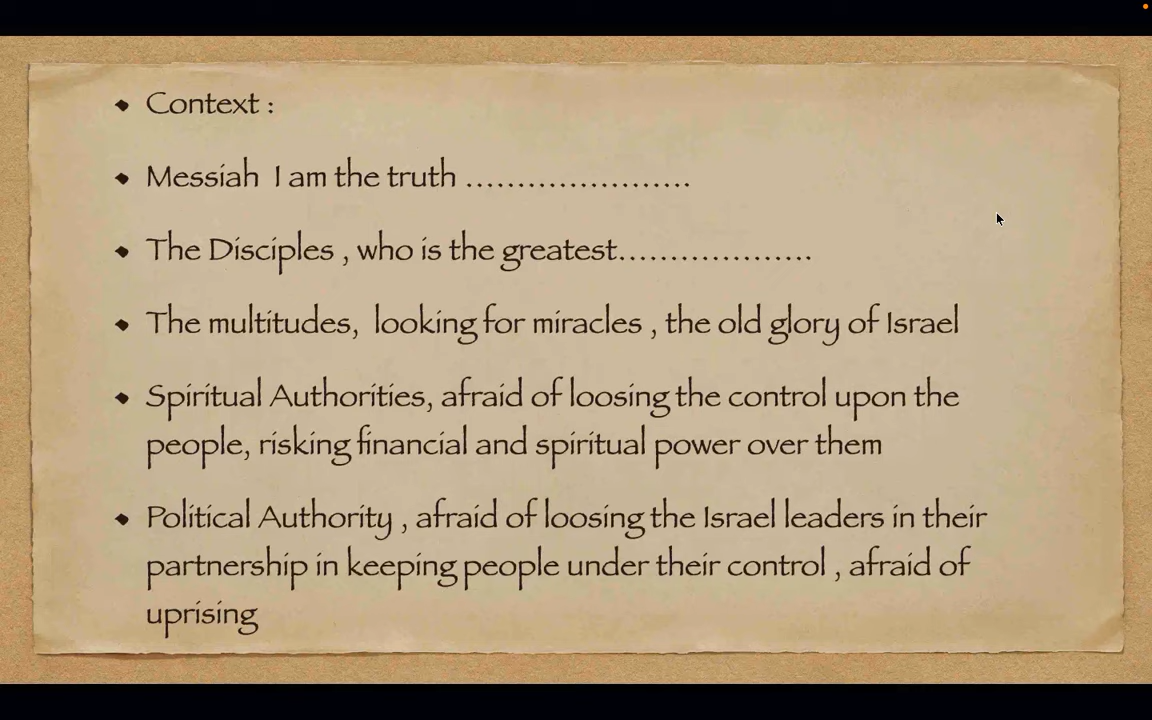 Context :
Messiah  I am the truth ......................
The Disciples , who is the greatest...................
The multitudes,  looking for miracles , the old glory of Israel
Spiritual Authorities, afraid of loosing the control upon the
people, risking financial and spiritual power over them
Political Authority , afraid of loosing the Israel leaders in their
partnership in keeping people under their control , afraid of
uprising